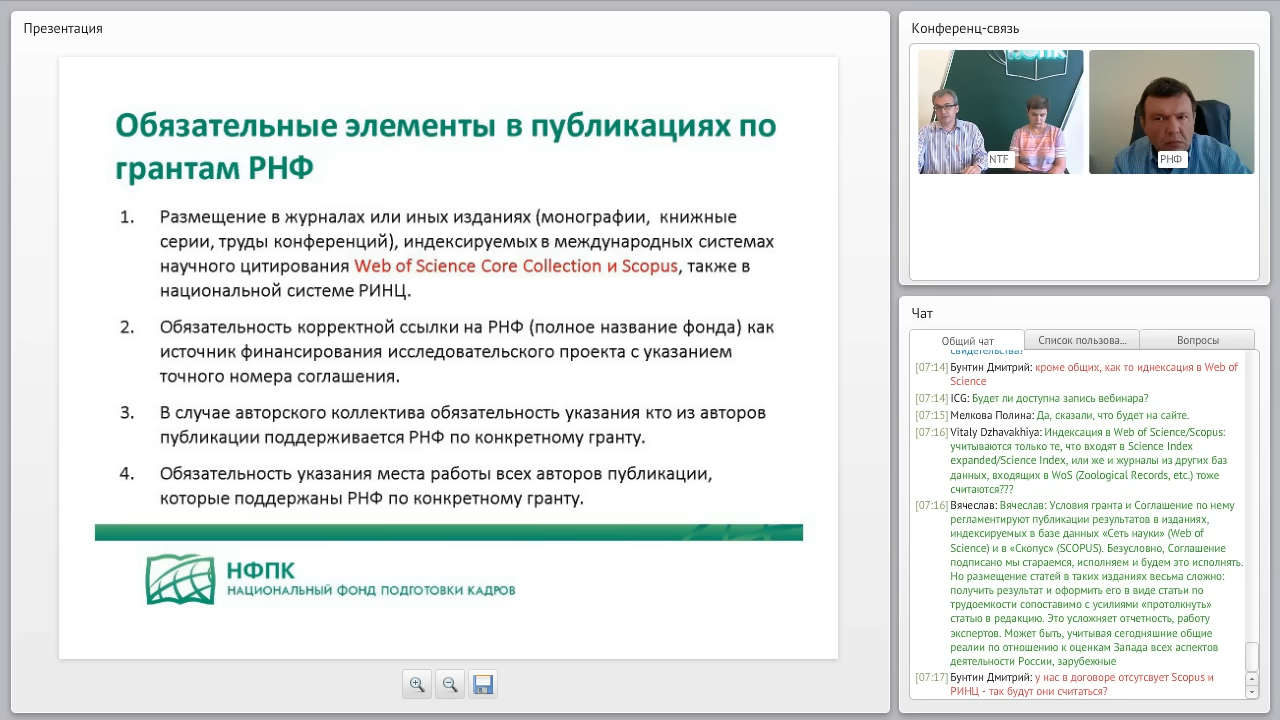 Презентация
Обязательные элементы в публикациях по
грантам РНФ
1. Размещение в журналах или иных изданиях (монографии, книжные
серии, труды конференций), индексируемых в международных системах
научного цитирования Web of Science Core Collection и Scopus, также в
национальной системе РИНЦ.
2. Обязательность корректной ссылки на РНФ (полное название фонда) как
источник финансирования исследовательского проекта с указанием
точного номера соглашения.
3. В случае авторского коллектива обязательность указания кто из авторов
публикации поддерживается РНФ по конкретному гранту.
4. Обязательность указания места работы всех авторов публикации,
которые поддержаны РНФ по конкретному гранту.
НФПК
НАЦИОНАЛЬНЫЙ ФОНД ПОДГОТОВКИ КАДРОВ
Конференц-связь
NTF
РНФ
Чат
Общий чат
Список пользова...
Вопросы
свидетельства?
[07:14] Бунтин Дмитрий: кроме общих, как то иднексация в Web of
Science
[07:14] ICG: Будет ли доступна запись вебинара?
[07:15] Мелкова Полина: Да, сказали, что будет на сайте.
[07:16] Vitaly Dzhavakhiya: Индексация в Web of Science/Scopus:
учитываются только те, что входят в Science Index
expanded/Science Index, или же и журналы из других баз
данных, входящих в WoS (Zoological Records, etc.) тоже
считаются???
[07:16] Вячеслав: Вячеслав: Условия гранта и Соглашение по нему
регламентируют публикации результатов в изданиях,
индексируемых в базе данных «Сеть науки» (Web of
Science) и в «Скопус» (SCOPUS). Безусловно, Соглашение
подписано мы стараемся, исполняем и будем это исполнять.
Но размещение статей в таких изданиях весьма сложно:
получить результат и оформить его в виде статьи по
трудоемкости сопоставимо с усилиями «протолкнуть»
статью в редакцию. Это усложняет отчетность, работу
экспертов. Может быть, учитывая сегодняшние общие
реалии по отношению к оценкам Запада всех аспектов
деятельности России, зарубежные
[07:17] Бунтин Дмитрий: у нас в договоре отсутсвует Scopus и
РИНЦ - так будут они считаться?